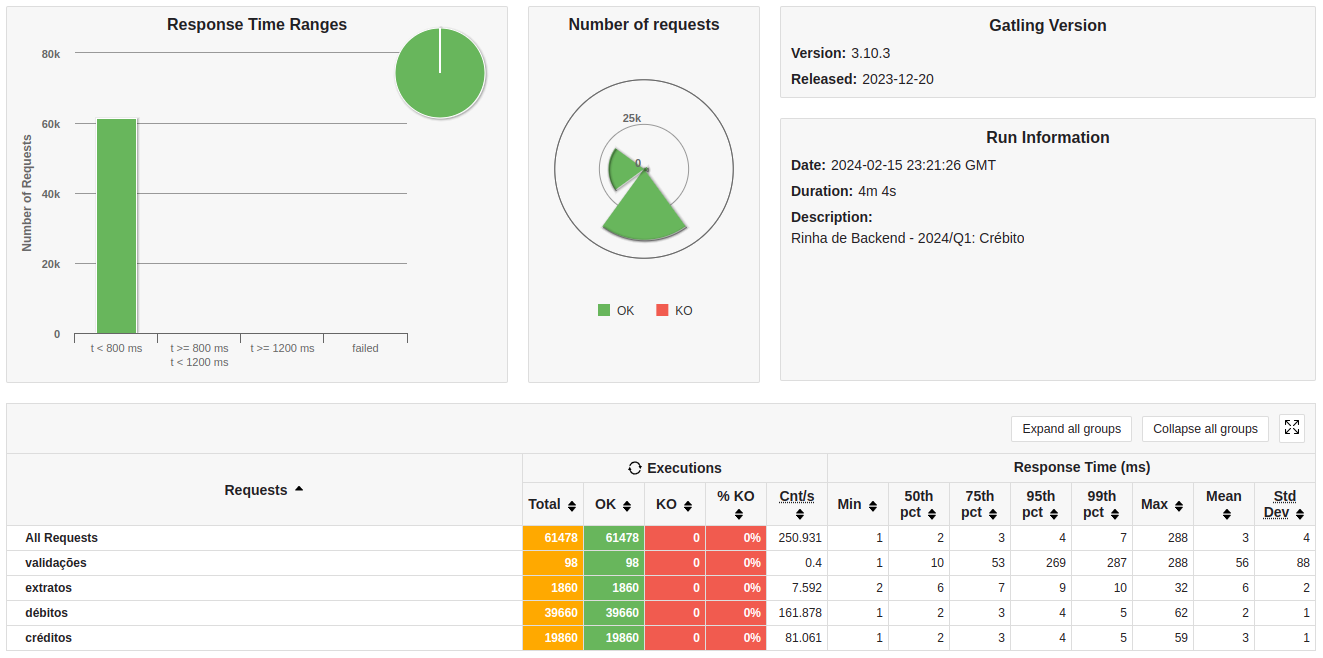 Response Time Ranges
80k
60k
40k
20k
0
Number of Requests
t < 800 ms
t >= 800 ms
t < 1200 ms
t >= 1200 ms
failed
Number of requests
25k
0
OK
KO
Gatling Version
Version: 3.10.3
Released: 2023-12-20
Run Information
Date: 2024-02-15 23:21:26 GMT
Duration: 4m 4s
Description:
Rinha de Backend - 2024/Q1: Crébito
Expand all groups Collapse all groups
Requests Executions Response Time (ms)
Total OK KO % KO Cnt/s Min 50th pct 75th pct 95th pct 99th pct Max Mean Std Dev
All Requests 61478 61478 0 0% 250.931 1 2 3 4 7 288 3 4
validações 98 98 0 0% 0.4 1 10 53 269 287 288 56 88
extratos 1860 1860 0 0% 7.592 2 6 7 9 10 32 6 2
débitos 39660 39660 0 0% 161.878 1 2 3 4 5 62 2 1
créditos 19860 19860 0 0% 81.061 1 2 3 4 5 59 3 1